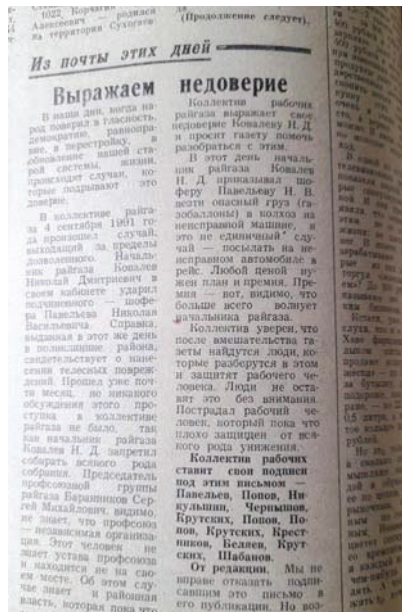 1022. Корчагин
Алексеевич — родился
на территории Сухогаев
(Продолжение следует).
Из почты этих дней
Выражаем недоверие
В наши дни, когда на-
род поверил в гласность,
демократию, равнопра-
вие, в перестройку, в
обновление нашей ста-
рой системы, жизни,
происходят случаи, ко-
торые подрывают это
доверие.
В коллективе райга-
за 4 сентября 1991 го-
да произошел случай,
выходящий за пределы
дозволенного. Началь-
ник райгаза Ковалев
Николай Дмитриевич в
своем кабинете ударил
подчиненного — шофе-
ра Павельева Николая
Васильевича. Справка,
выданная в этот же день
в поликлинике района,
свидетельствует о нане-
сении телесных повреж-
дений. Прошел уже поч-
ти месяц, но никакого
обсуждения этого про-
ступка в коллективе
райгаза не было, так
как начальник райгаза
Ковалев Н. Д. запретил
собирать всякого рода
собрания. Председатель
профсоюзной группы
райгаза Баранников Сер-
гей Михайлович, видимо,
не знает, что профсоюз
— независимая организа-
ция. Этот человек не
знает устава профсоюза
и находится не на сво-
ем месте. Об этом слу-
чае знает и районная
власть, которая пока что
Коллектив рабочих
райгаза выражает свое
недоверие Ковалеву Н. Д.
и просит газету помочь
разобраться с этим.
В этот день началь-
ник райгаза Ковалев
Н. Д. приказывал шо-
феру Павельеву Н. В.
везти опасный груз (га-
зобаллоны) в колхоз на
неисправной машине, и
это не единичный слу-
чай — посылать на не-
исправном автомобиле в
рейс. Любой ценой ну-
жен план и премия. Пре-
мия — вот, видимо, что
больше всего волнует
начальника райгаза.
Коллектив уверен, что
после вмешательства га-
зеты найдутся люди, ко-
торые разберутся в этом
и защитят рабочего че-
ловека. Люди не оста-
вят это без внимания.
Пострадал рабочий че-
ловек, который пока что
плохо защищен от вся-
кого рода унижения.
Коллектив рабочих
ставит свои подписи
под этим письмом —
Павельев, Попов, Ни-
кульшин, Чернышов,
Крутских, Попов, По-
пов, Крутских, Крест-
ников, Беляев, Крут-
ских, Шабанов.
От редакции. Мы не
вправе отказать подпи-
савшим это письмо в
его публикации. Но воз-